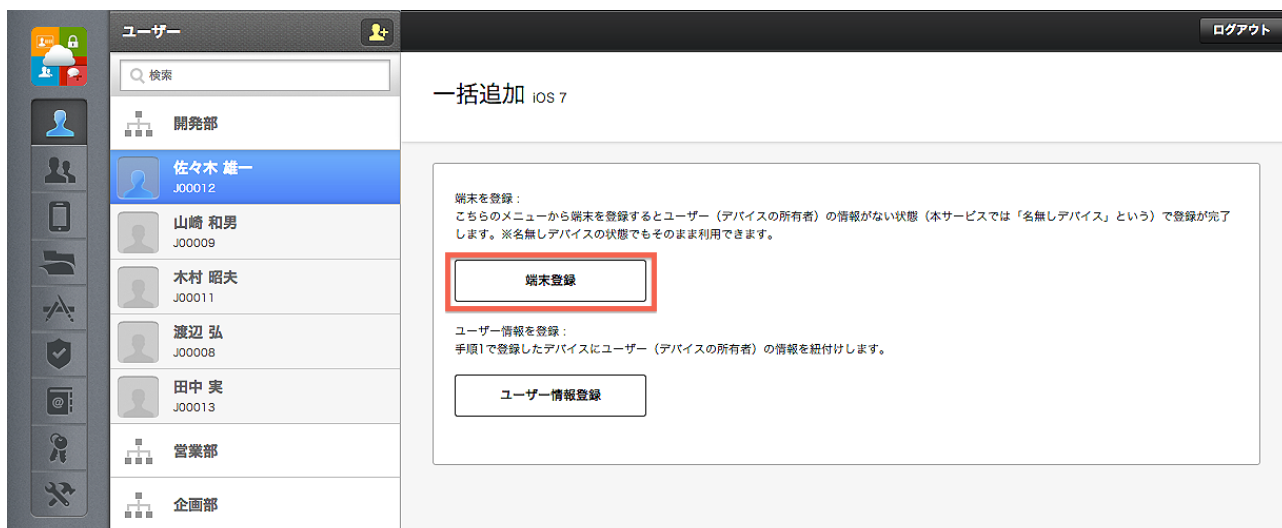 ユーザー
ログアウト
検索
開発部
佐々木 雄一
J00012
山崎 和男
J00009
木村 昭夫
J00011
渡辺 弘
J00008
田中 実
J00013
営業部
企画部
一括追加 iOS 7
端末を登録：
こちらのメニューから端末を登録するとユーザー（デバイスの所有者）の情報がない状態（本サービスでは「名無しデバイス」という）で登録が完了
します。※名無しデバイスの状態でもそのまま利用できます。
端末登録
ユーザー情報を登録：
手順1で登録したデバイスにユーザー（デバイスの所有者）の情報を紐付けします。
ユーザー情報登録